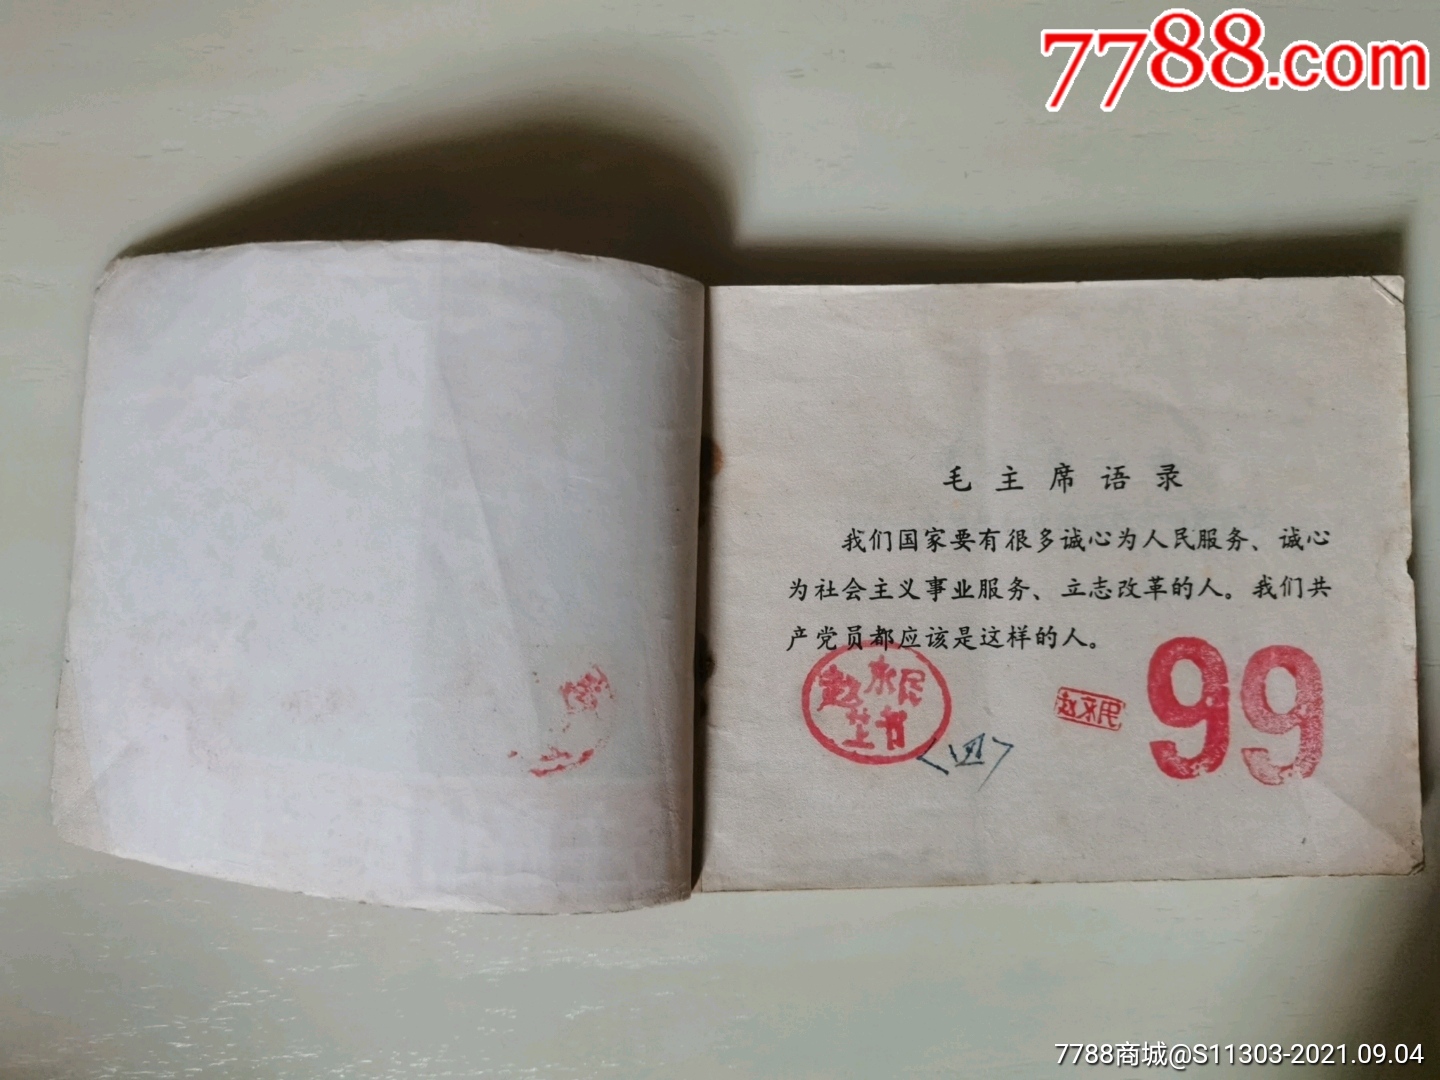 7788.com
毛主席语录
我们国家要有很多诚心为人民服务、诚心
为社会主义事业服务、立志改革的人。我们共
产党员都应该是这样的人。
赵永民
芷书
<四>
赵永民
99
7788商城@S11303-2021.09.04